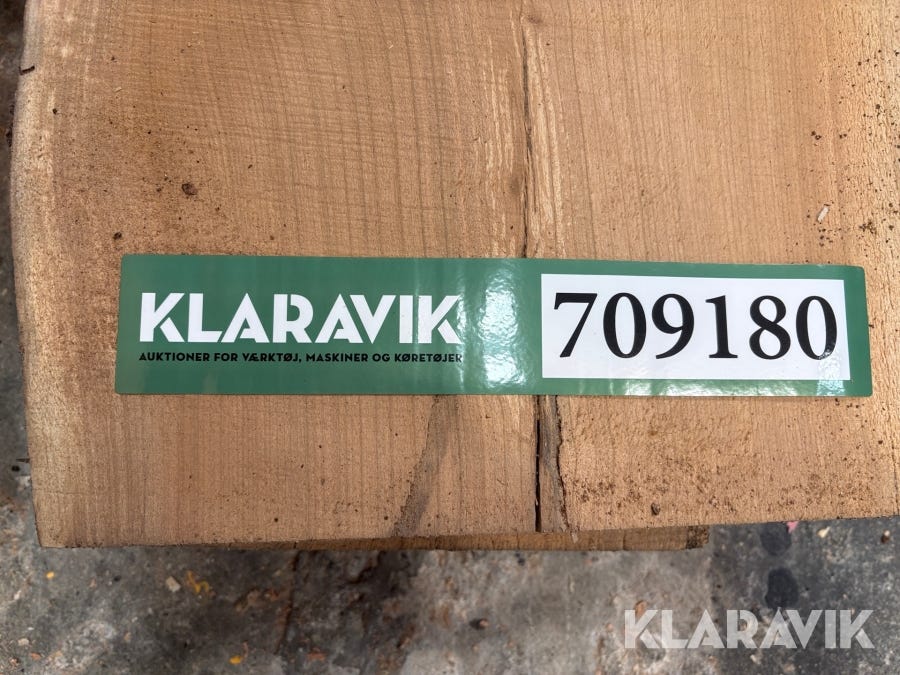 KLARAVIK
AUKTIONER FOR VÆRKTØJ, MASKINER OG KØRETØJER
709180
KLARAVIK